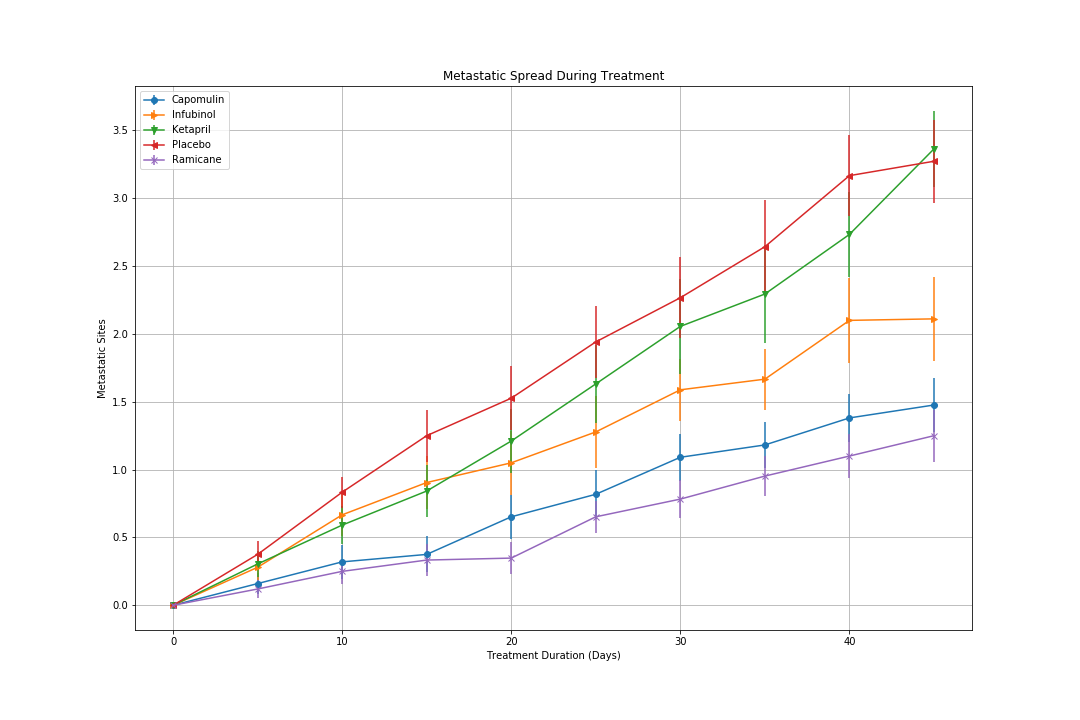 Metastatic Spread During Treatment
Capomulin
Infubinol
Ketapril
Placebo
Ramicane
Metastatic Sites
3.5
3.0
2.5
2.0
1.5
1.0
0.5
0.0
0 10 20 30 40
Treatment Duration (Days)